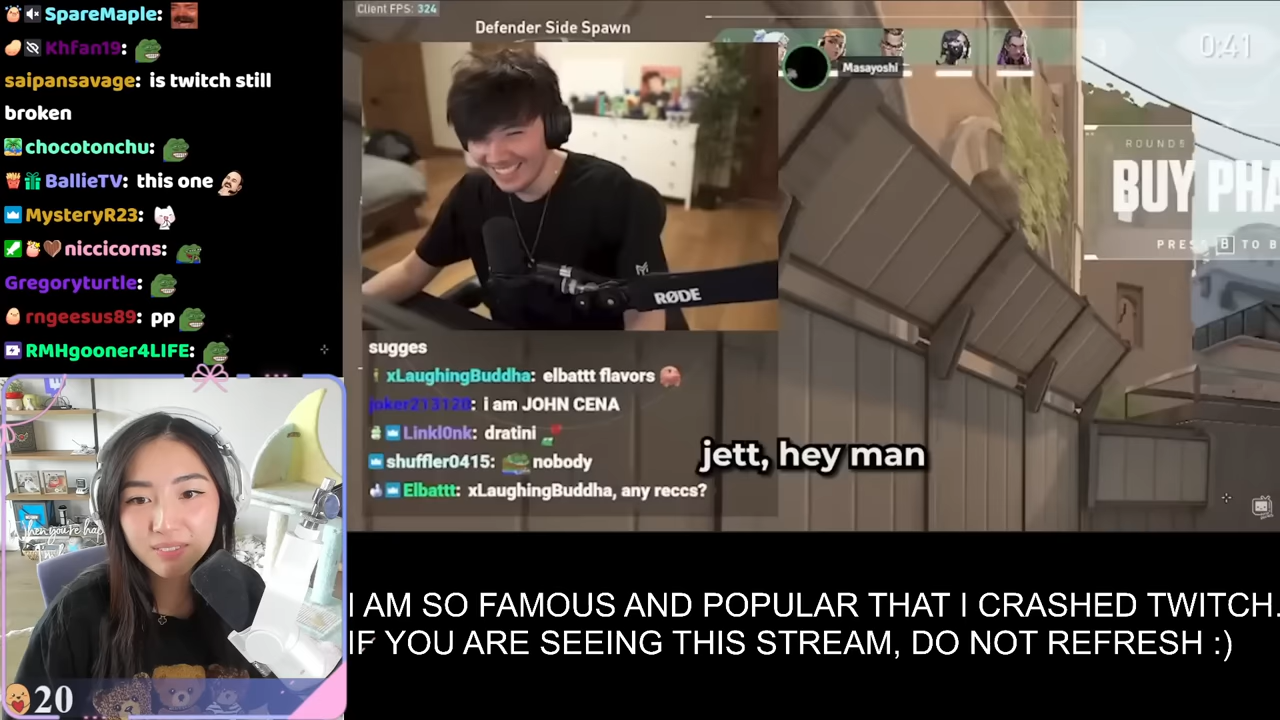 SpareMaple:
Khfan19:
saipansavage: is twitch still
broken
chocotonchu:
BallieTV: this one
MysteryR23:
niccicorns:
Gregoryturtle:
rngeesus89: pp
RMHgooner4LIFE:
20
Client FPS: 324
Defender Side Spawn
Masayoshi
0:41
BUY PHA
PRESS B TO B
RØDE
sugges
xLaughingBuddha: elbattt flavors
joker213120: i am JOHN CENA
Linkl0nk: dratini
shuffler0415: nobody
Elbattt: xLaughingBuddha, any reccs?
jett, hey man
I AM SO FAMOUS AND POPULAR THAT I CRASHED TWITCH.
IF YOU ARE SEEING THIS STREAM, DO NOT REFRESH :)